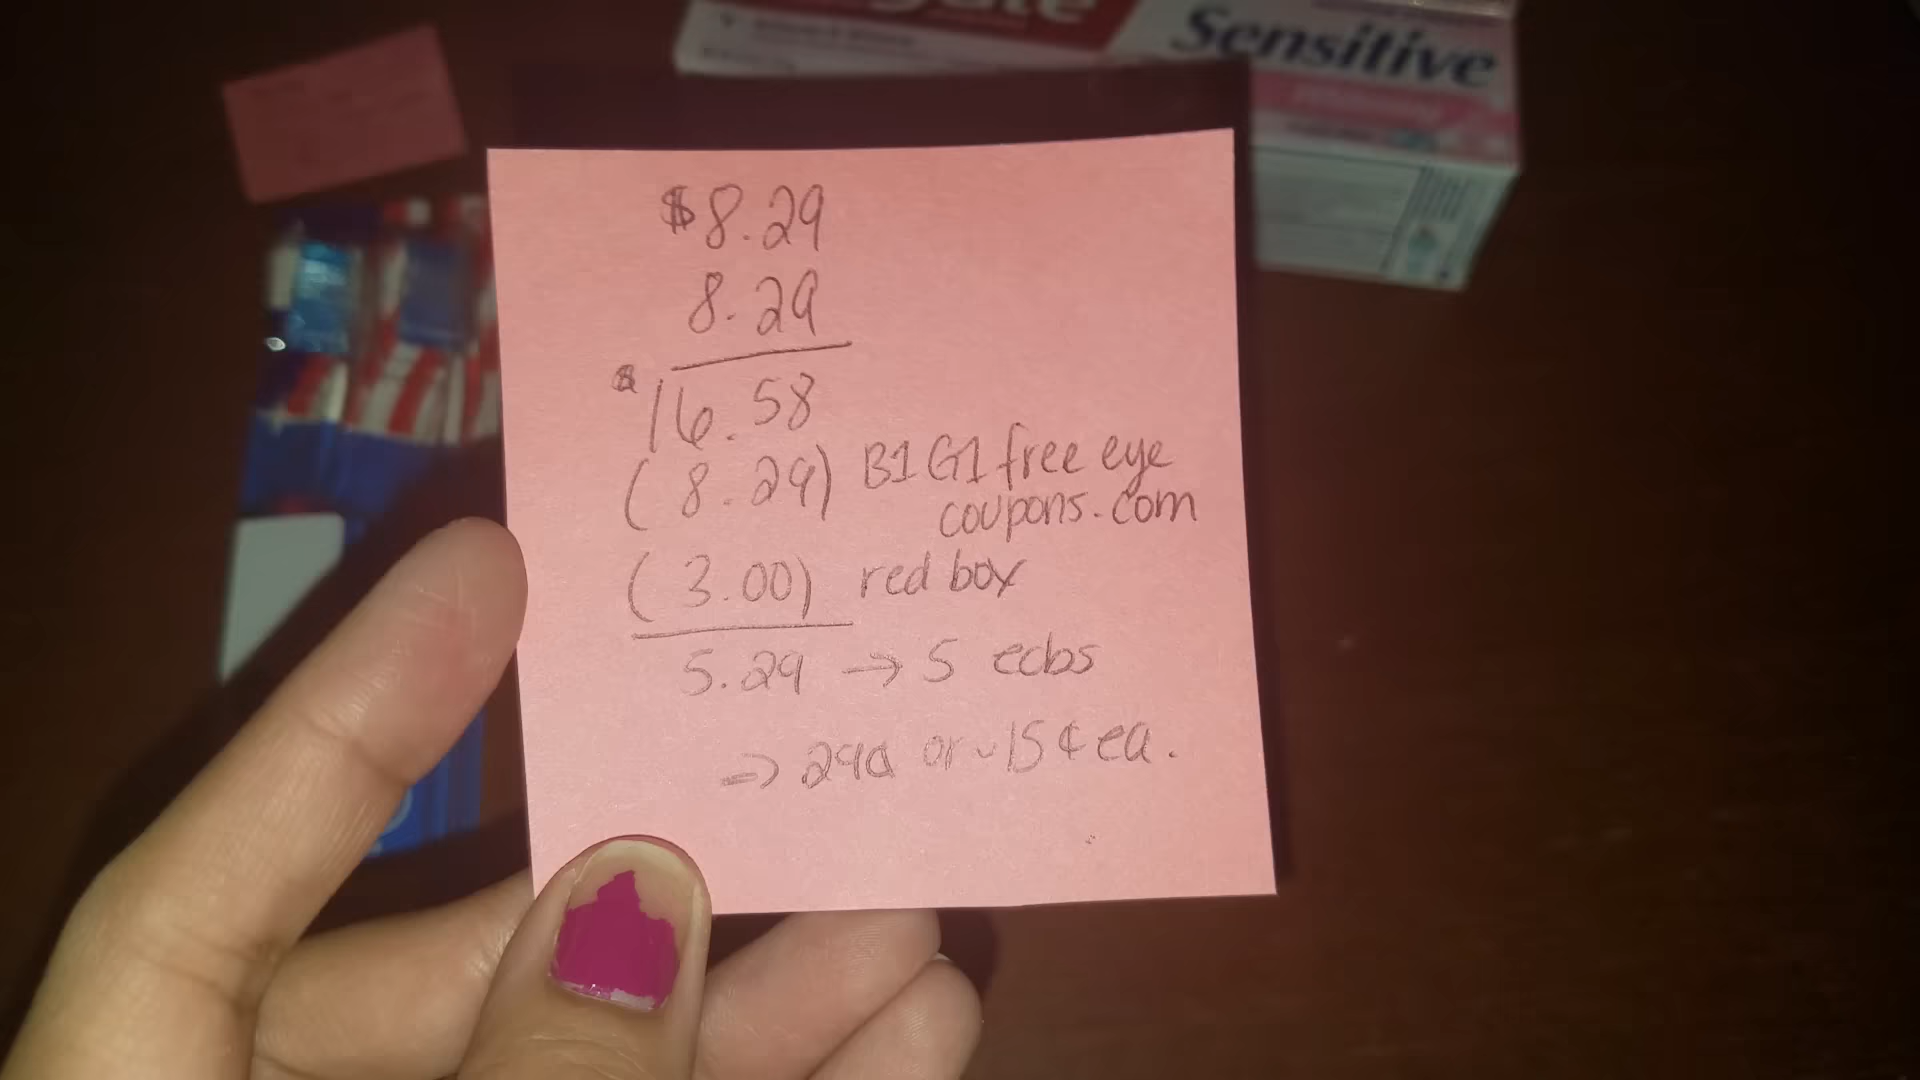 gate
Sensitive
$8.29
8.29
$16.58
(8.29) B1G1 free eye
coupons.com
(3.00) red box
5.29 → 5 ecbs
⇒ 29¢ or ~15¢ ea.